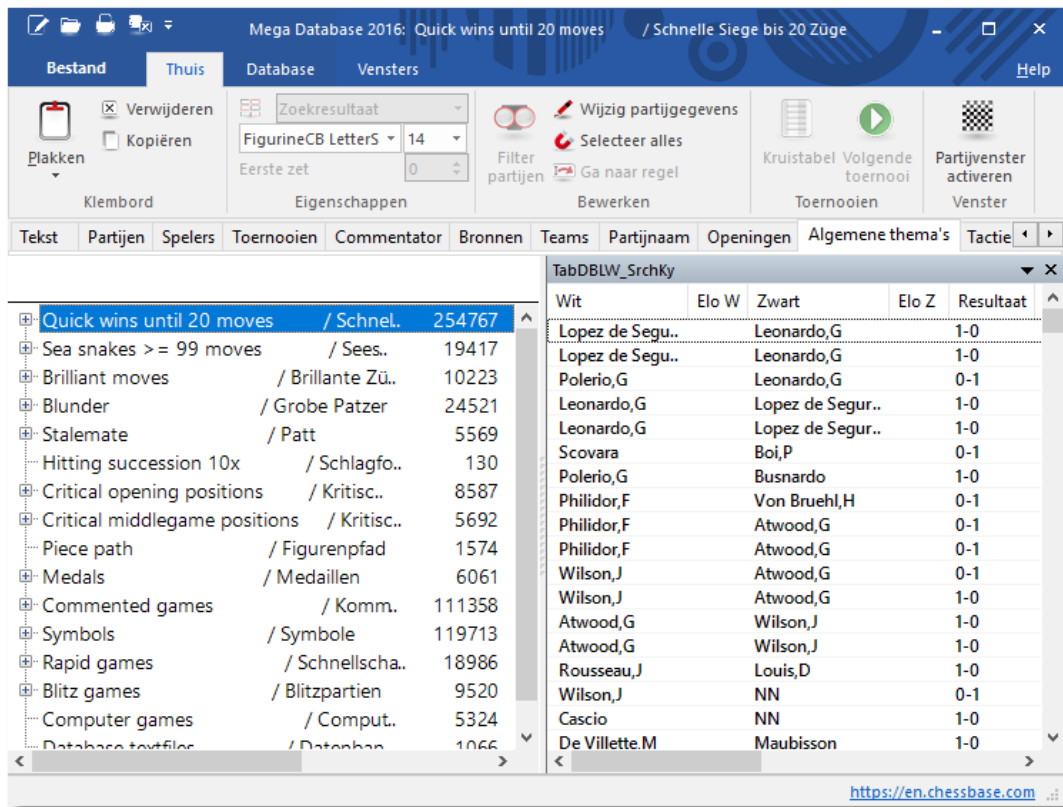 Mega Database 2016: Quick wins until 20 moves / Schnelle Siege bis 20 Züge
Bestand Thuis Database Vensters Help
Plakken
Verwijderen
Kopiëren
Klembord
Zoekresultaat
FigurineCB LetterS 14
Eerste zet 0
Eigenschappen
Filter partijen
Wijzig partijgegevens
Selecteer alles
Ga naar regel
Bewerken
Kruistabel
Volgende toernooi
Toernooien
Partijvenster activeren
Venster
Tekst Partijen Spelers Toernooien Commentator Bronnen Teams Partijnaam Openingen Algemene thema's Tactie
Quick wins until 20 moves / Schnel.. 254767
Sea snakes >= 99 moves / Sees.. 19417
Brilliant moves / Brillante Zü.. 10223
Blunder / Grobe Patzer 24521
Stalemate / Patt 5569
Hitting succession 10x / Schlagfo.. 130
Critical opening positions / Kritisc.. 8587
Critical middlegame positions / Kritisc.. 5692
Piece path / Figurenpfad 1574
Medals / Medaillen 6061
Commented games / Komm.. 111358
Symbols / Symbole 119713
Rapid games / Schnellscha.. 18986
Blitz games / Blitzpartien 9520
Computer games / Comput.. 5324
Database textfiles / Datenban 1066
TabDBLW_SrchKy
Wit Elo W Zwart Elo Z Resultaat
Lopez de Segu.. Leonardo,G 1-0
Lopez de Segu.. Leonardo,G 1-0
Polerio,G Leonardo,G 0-1
Leonardo,G Lopez de Segur.. 1-0
Leonardo,G Lopez de Segur.. 1-0
Scovara Boi,P 0-1
Polerio,G Busnardo 1-0
Philidor,F Von Bruehl,H 0-1
Philidor,F Atwood,G 0-1
Philidor,F Atwood,G 0-1
Wilson,J Atwood,G 0-1
Wilson,J Atwood,G 1-0
Atwood,G Wilson,J 1-0
Atwood,G Wilson,J 1-0
Rousseau,J Louis,D 1-0
Wilson,J NN 0-1
Cascio NN 1-0
De Villette,M Maubisson 1-0
https://en.chessbase.com